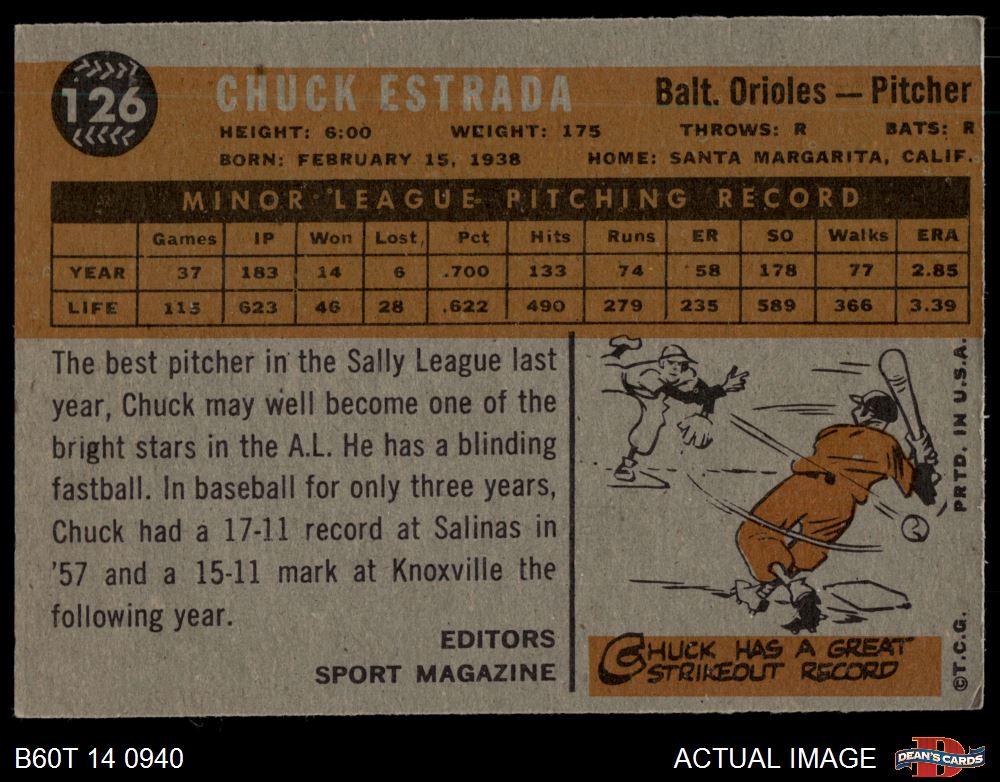 126
CHUCK ESTRADA
Balt. Orioles — Pitcher
HEIGHT: 6:00 WEIGHT: 175 THROWS: R BATS: R
BORN: FEBRUARY 15, 1938 HOME: SANTA MARGARITA, CALIF.
MINOR LEAGUE PITCHING RECORD
Games IP Won Lost Pct Hits Runs ER SO Walks ERA
YEAR 37 183 14 6 .700 133 74 58 178 77 2.85
LIFE 115 623 46 28 .622 490 279 235 589 366 3.39
The best pitcher in the Sally League last
year, Chuck may well become one of the
bright stars in the A.L. He has a blinding
fastball. In baseball for only three years,
Chuck had a 17-11 record at Salinas in
'57 and a 15-11 mark at Knoxville the
following year.
EDITORS
SPORT MAGAZINE
CHUCK HAS A GREAT
STRIKEOUT RECORD
©T.C.G. PRTD. IN U.S.A.
B60T 14 0940
ACTUAL IMAGE
D
DEAN'S CARDS